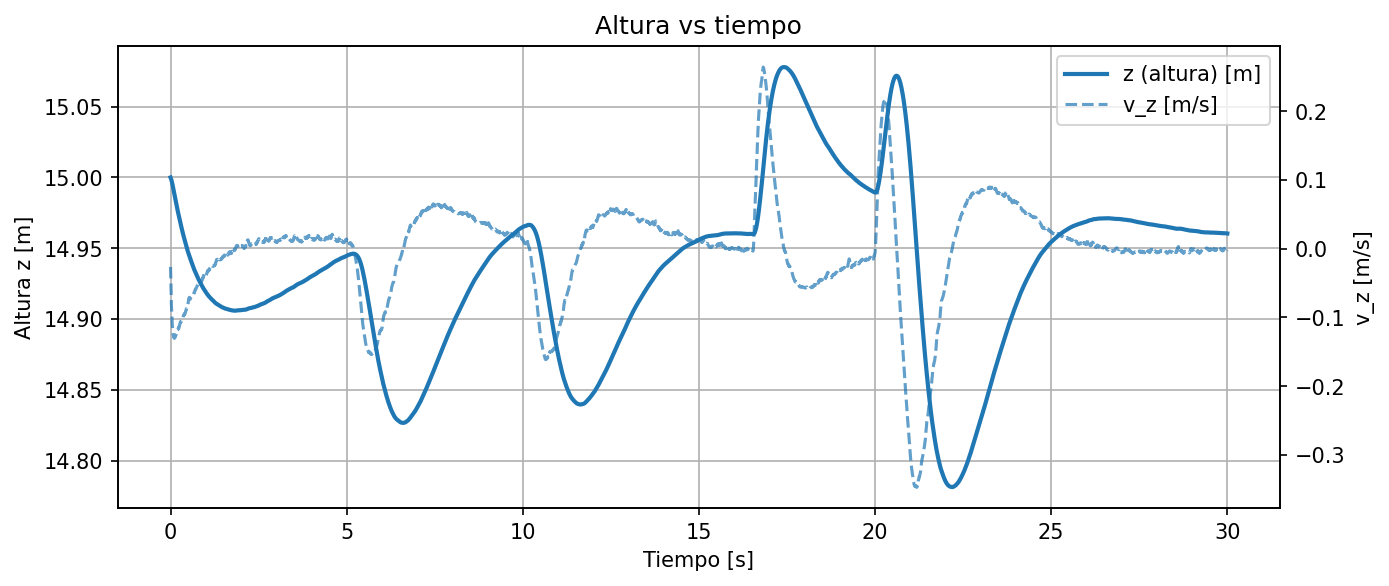 Altura vs tiempo
z (altura) [m]
v_z [m/s]
Altura z [m]
15.05
15.00
14.95
14.90
14.85
14.80
0.2
0.1
0.0
−0.1
−0.2
−0.3
v_z [m/s]
0 5 10 15 20 25 30
Tiempo [s]